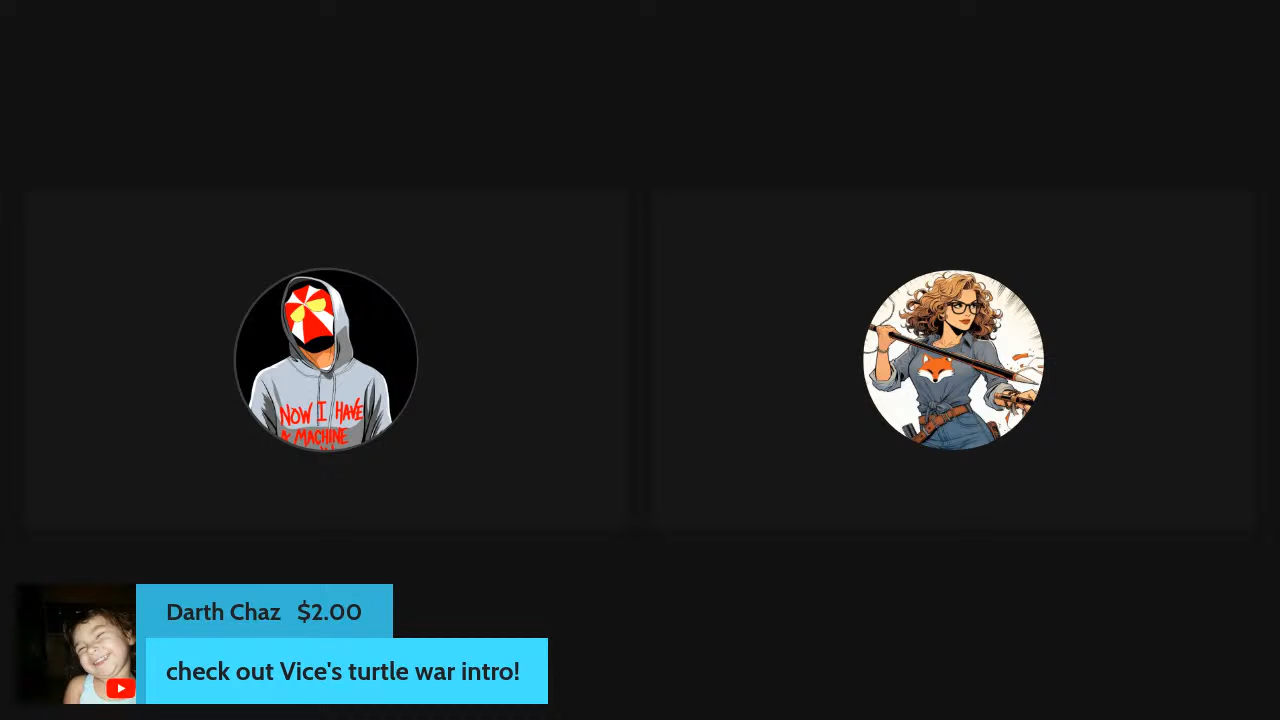 NOW I HAVE
A MACHINE
Darth Chaz $2.00
check out Vice's turtle war intro!